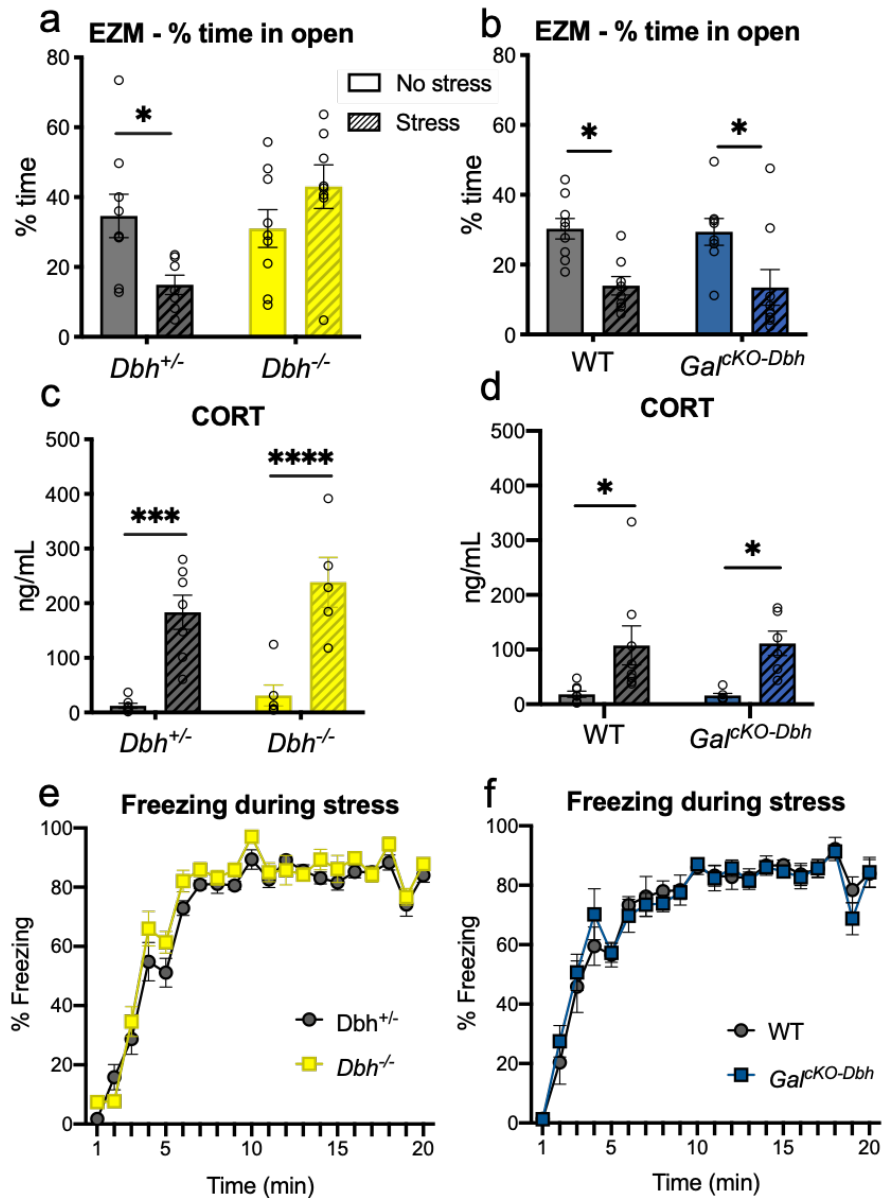 a
EZM - % time in open
80
60
40
20
0
% time
*
No stress
Stress
Dbh+/-
Dbh-/-
b
EZM - % time in open
80
60
40
20
0
% time
*
*
WT
GalcKO-Dbh
c
CORT
500
400
300
200
100
0
ng/mL
***
****
Dbh+/-
Dbh-/-
d
CORT
500
400
300
200
100
0
ng/mL
*
*
WT
GalcKO-Dbh
e
Freezing during stress
100
80
60
40
20
0
% Freezing
Dbh+/-
Dbh-/-
1 5 10 15 20
Time (min)
f
Freezing during stress
100
80
60
40
20
0
% Freezing
WT
GalcKO-Dbh
1 5 10 15 20
Time (min)